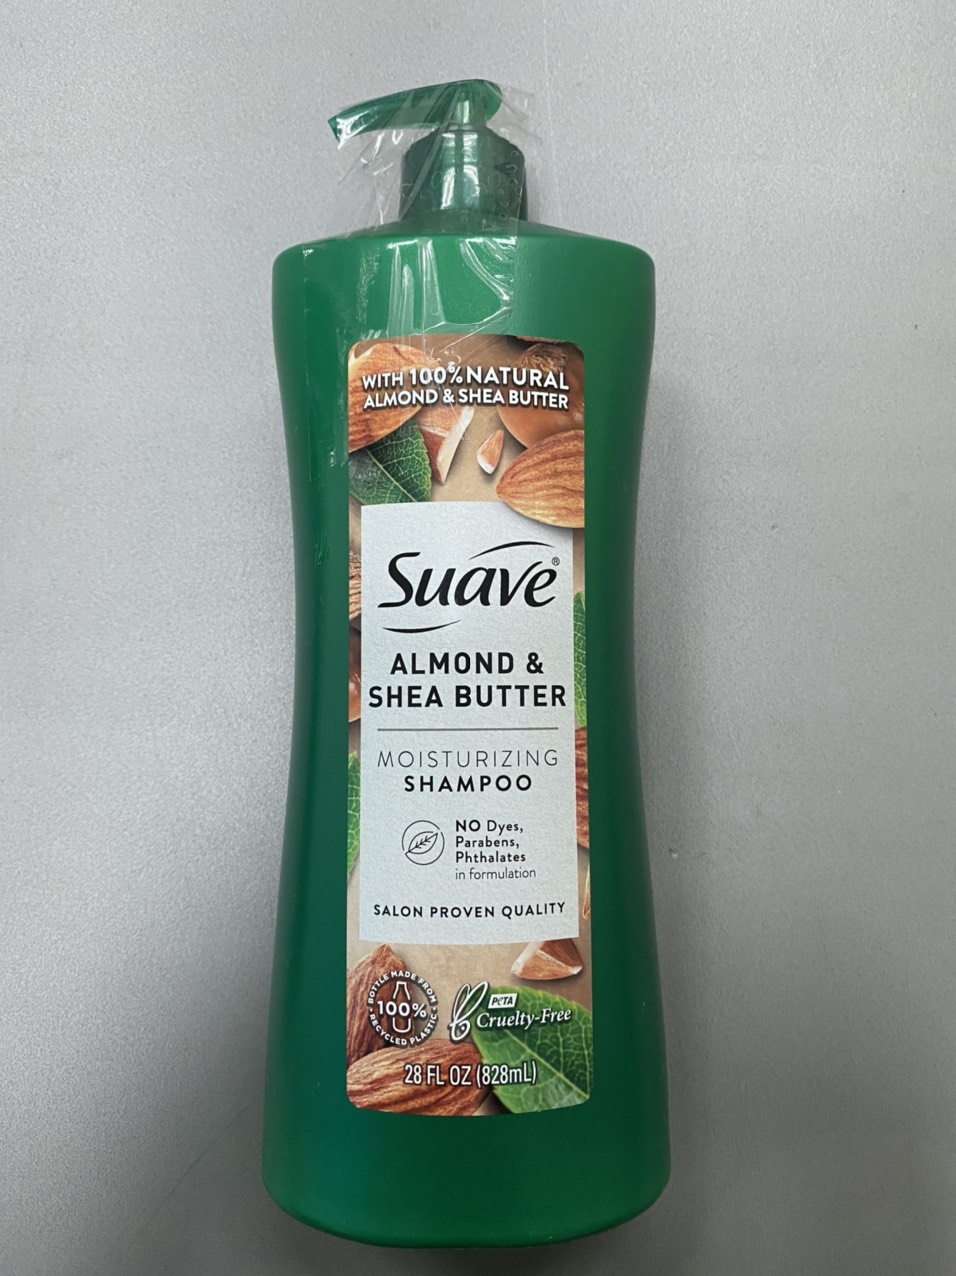 WITH 100% NATURAL
ALMOND & SHEA BUTTER
Suave®
ALMOND &
SHEA BUTTER
MOISTURIZING
SHAMPOO
NO Dyes,
Parabens,
Phthalates
in formulation
SALON PROVEN QUALITY
BOTTLE MADE FROM
100%
RECYCLED PLASTIC
PETA
Cruelty-Free
28 FL OZ (828mL)